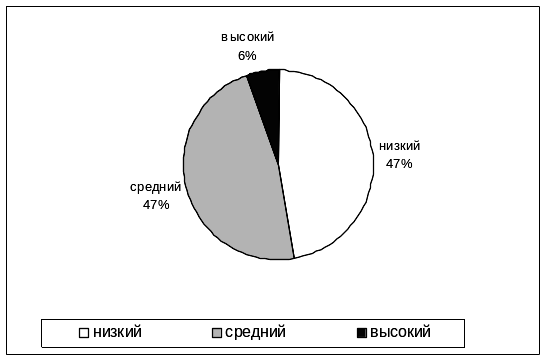 высокий
6%
низкий
47%
средний
47%
низкий средний высокий